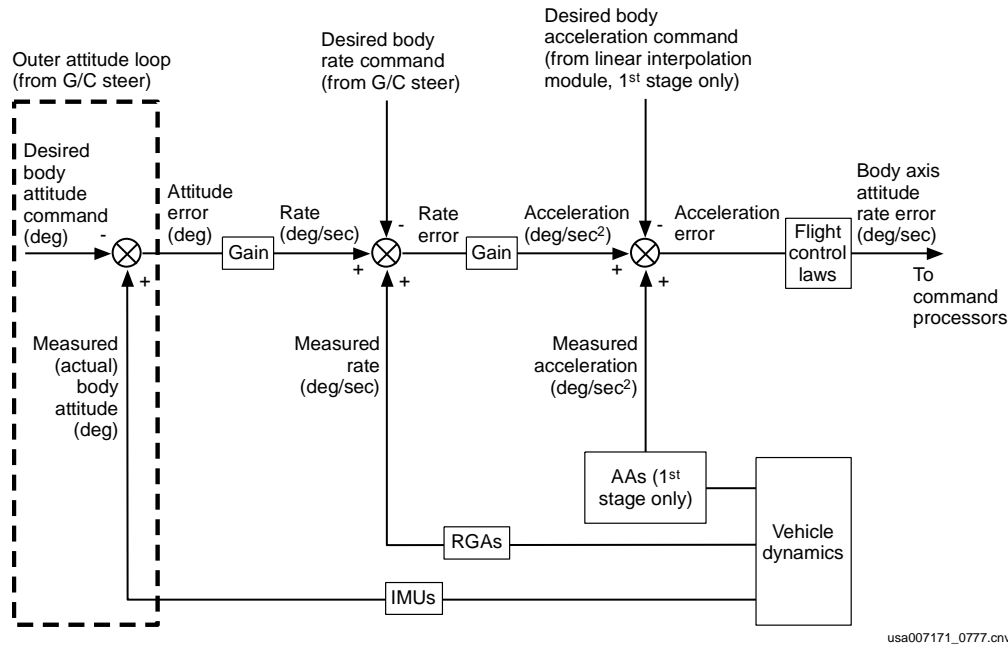 Outer attitude loop
(from G/C steer)
Desired body
rate command
(from G/C steer)
Desired body
acceleration command
(from linear interpolation
module, 1st stage only)
Desired
body
attitude
command
(deg)
-
+
Attitude
error
(deg)
Gain
Rate
(deg/sec)
-
+
+
Rate
error
Gain
Acceleration
(deg/sec2)
-
+
+
Acceleration
error
Flight
control
laws
Body axis
attitude
rate error
(deg/sec)
To
command
processors
Measured
(actual)
body
attitude
(deg)
Measured
rate
(deg/sec)
Measured
acceleration
(deg/sec2)
AAs (1st
stage only)
RGAs
IMUs
Vehicle
dynamics
usa007171_0777.cnv